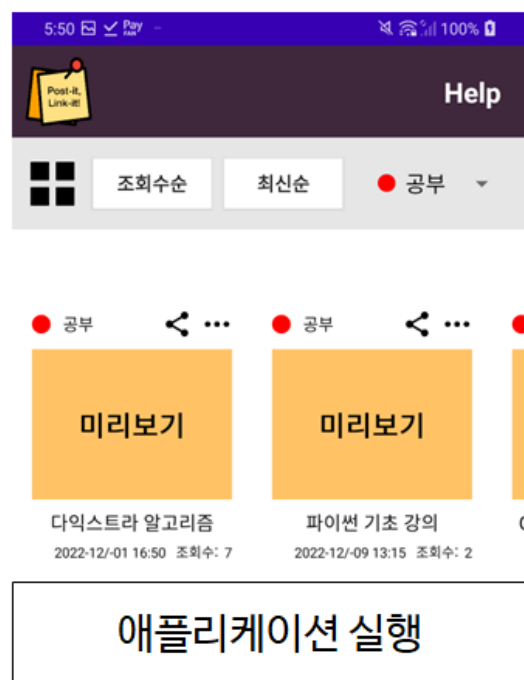 5:50 Pay 100%
Post-it,
Link-it!
Help
조회수순 최신순 공부
공부 공부
미리보기 미리보기
다익스트라 알고리즘 파이썬 기초 강의
2022-12/-01 16:50 조회수: 7 2022-12/-09 13:15 조회수: 2
애플리케이션 실행